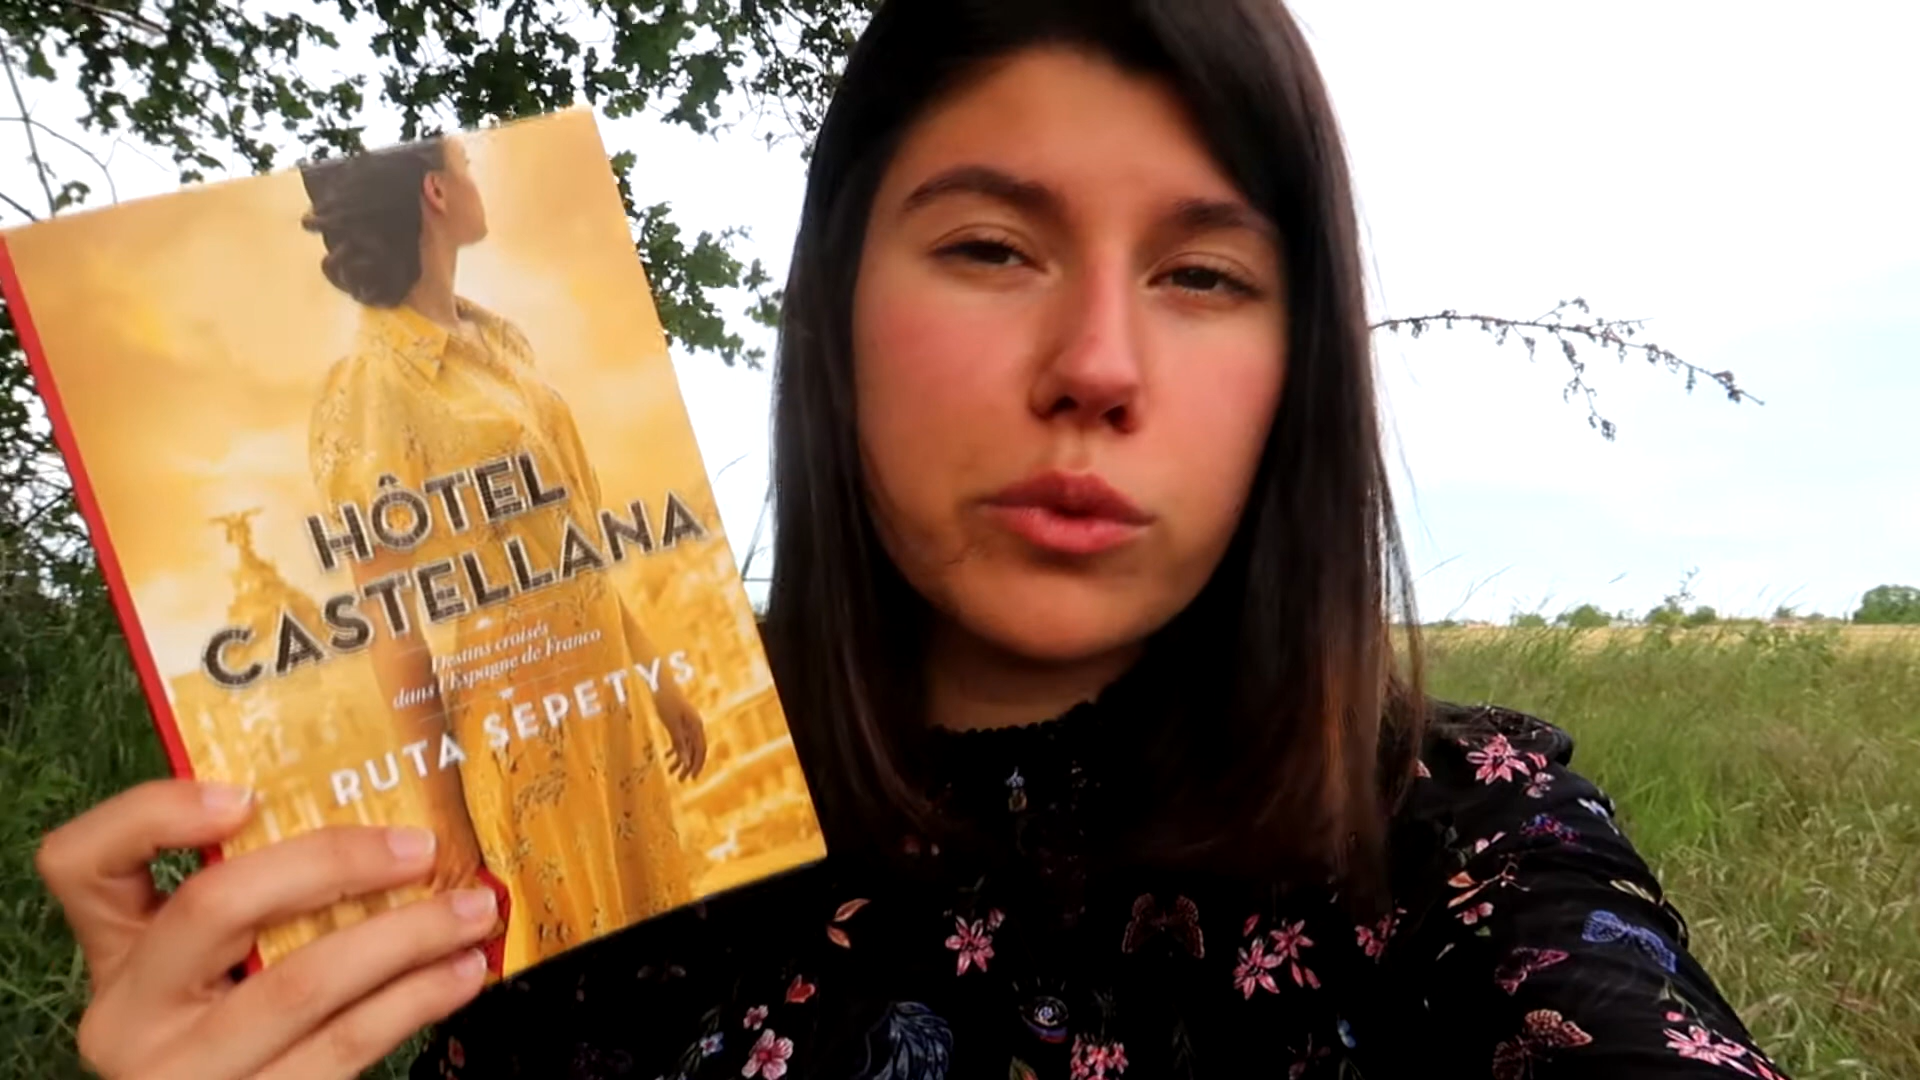 HÔTEL
CASTELLANA
Destins croisés
dans l'Espagne de Franco
RUTA SEPETYS